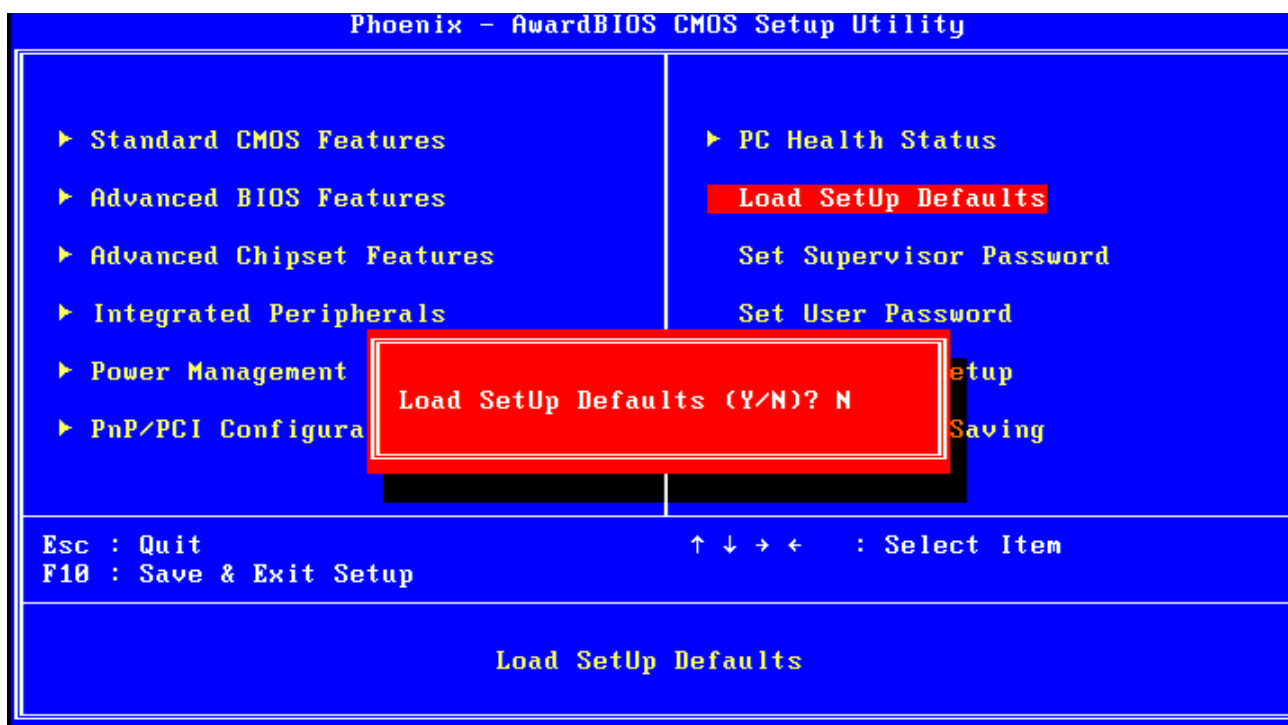 Phoenix - AwardBIOS CMOS Setup Utility
► Standard CMOS Features
► Advanced BIOS Features
► Advanced Chipset Features
► Integrated Peripherals
► Power Management
► PnP/PCI Configura
► PC Health Status
Load SetUp Defaults
Set Supervisor Password
Set User Password
etup
Saving
Load SetUp Defaults (Y/N)? N
Esc : Quit
F10 : Save & Exit Setup
↑ ↓ → ← : Select Item
Load SetUp Defaults